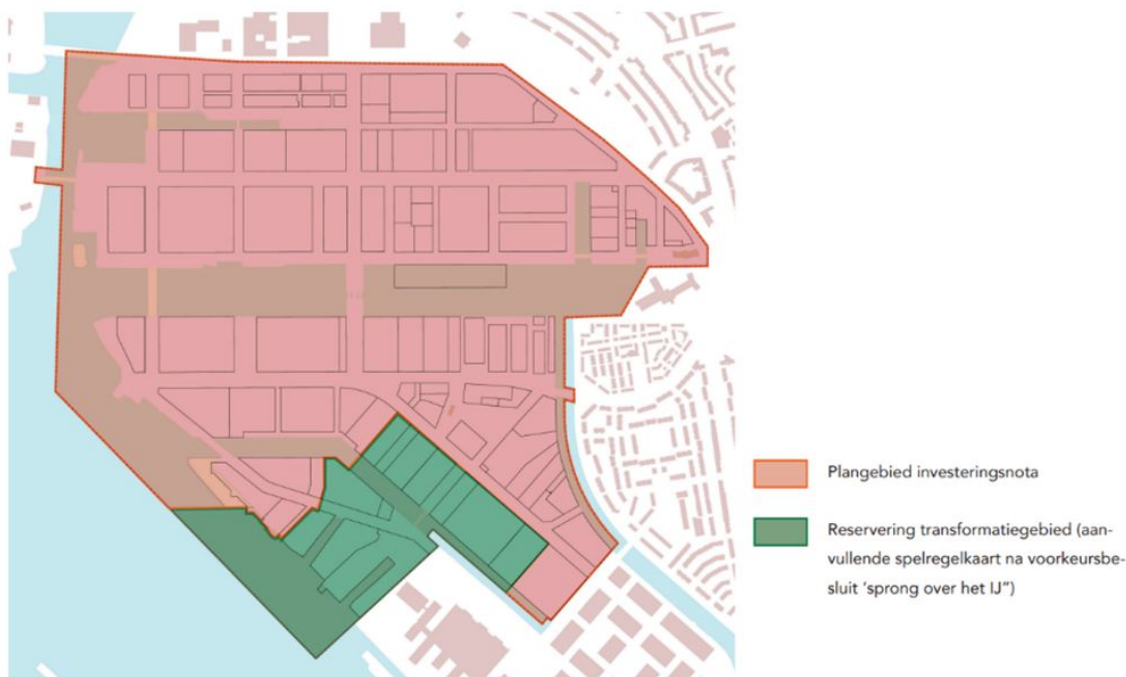 Plangebied investeringsnota
Reservering transformatiegebied (aan-
vullende spelregelkaart na voorkeursbe-
sluit 'sprong over het IJ")